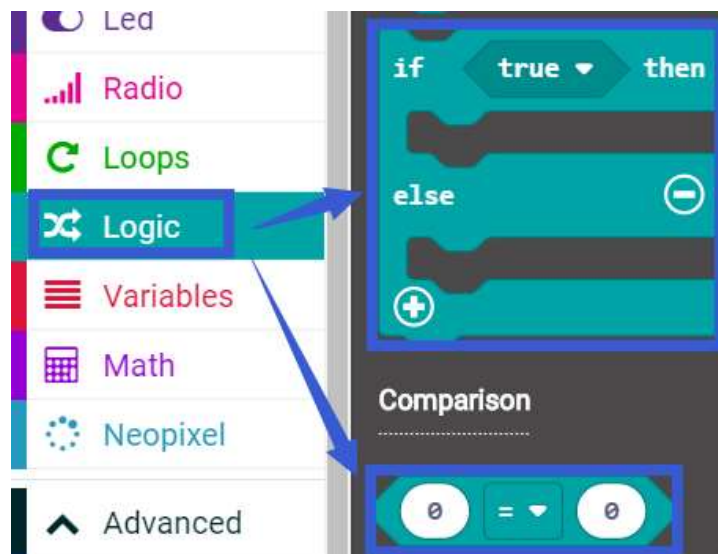 Led
Radio
Loops
Logic
Variables
Math
Neopixel
Advanced
if true then
else
Comparison
0 = 0